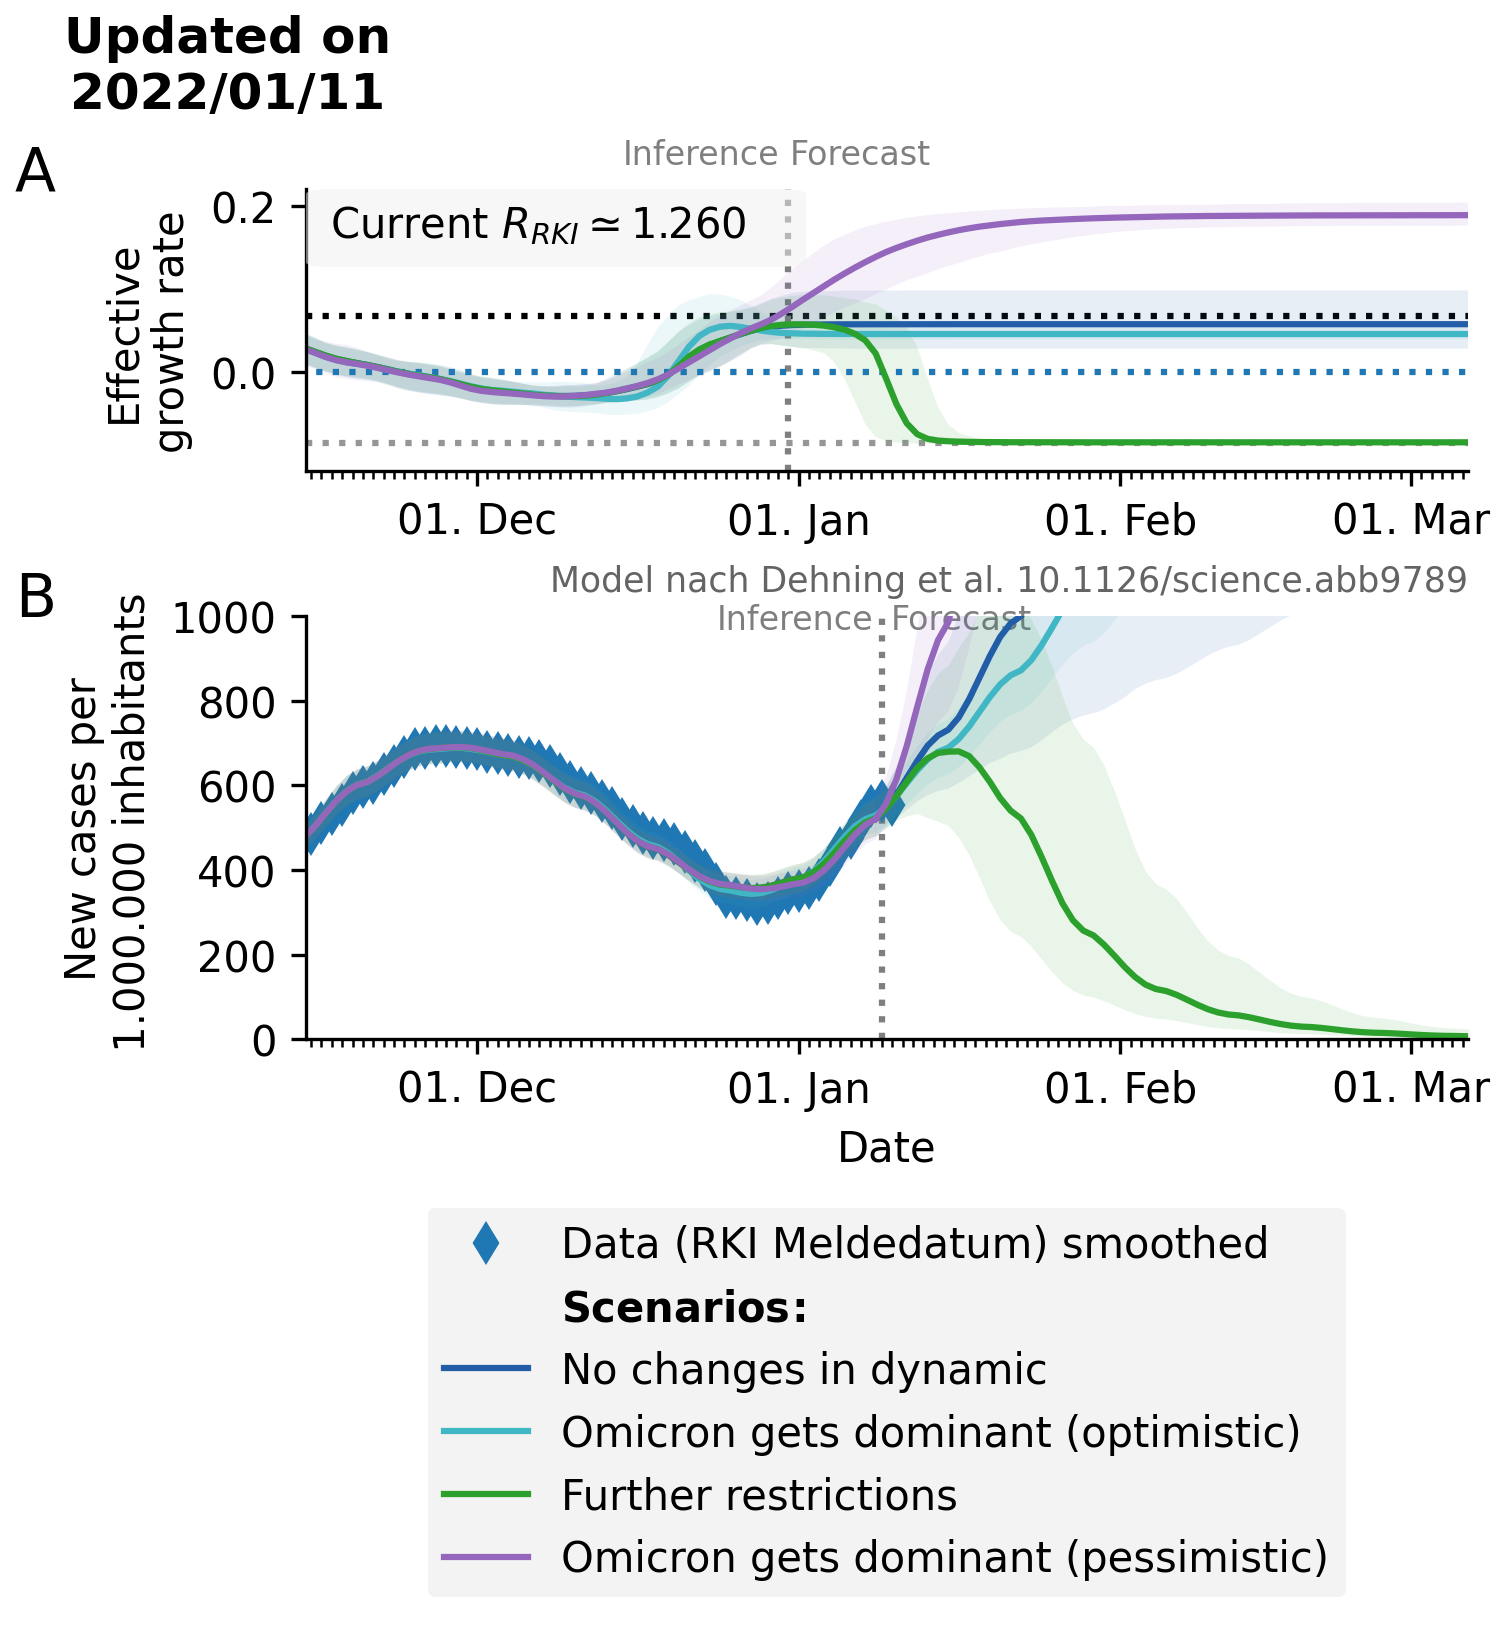 Updated on
2022/01/11
A
Inference Forecast
Current R_RKI ≃ 1.260
Effective
growth rate
0.2
0.0
01. Dec 01. Jan 01. Feb 01. Mar
B
Model nach Dehning et al. 10.1126/science.abb9789
Inference Forecast
New cases per
1.000.000 inhabitants
1000
800
600
400
200
0
01. Dec 01. Jan 01. Feb 01. Mar
Date
Data (RKI Meldedatum) smoothed
Scenarios:
No changes in dynamic
Omicron gets dominant (optimistic)
Further restrictions
Omicron gets dominant (pessimistic)